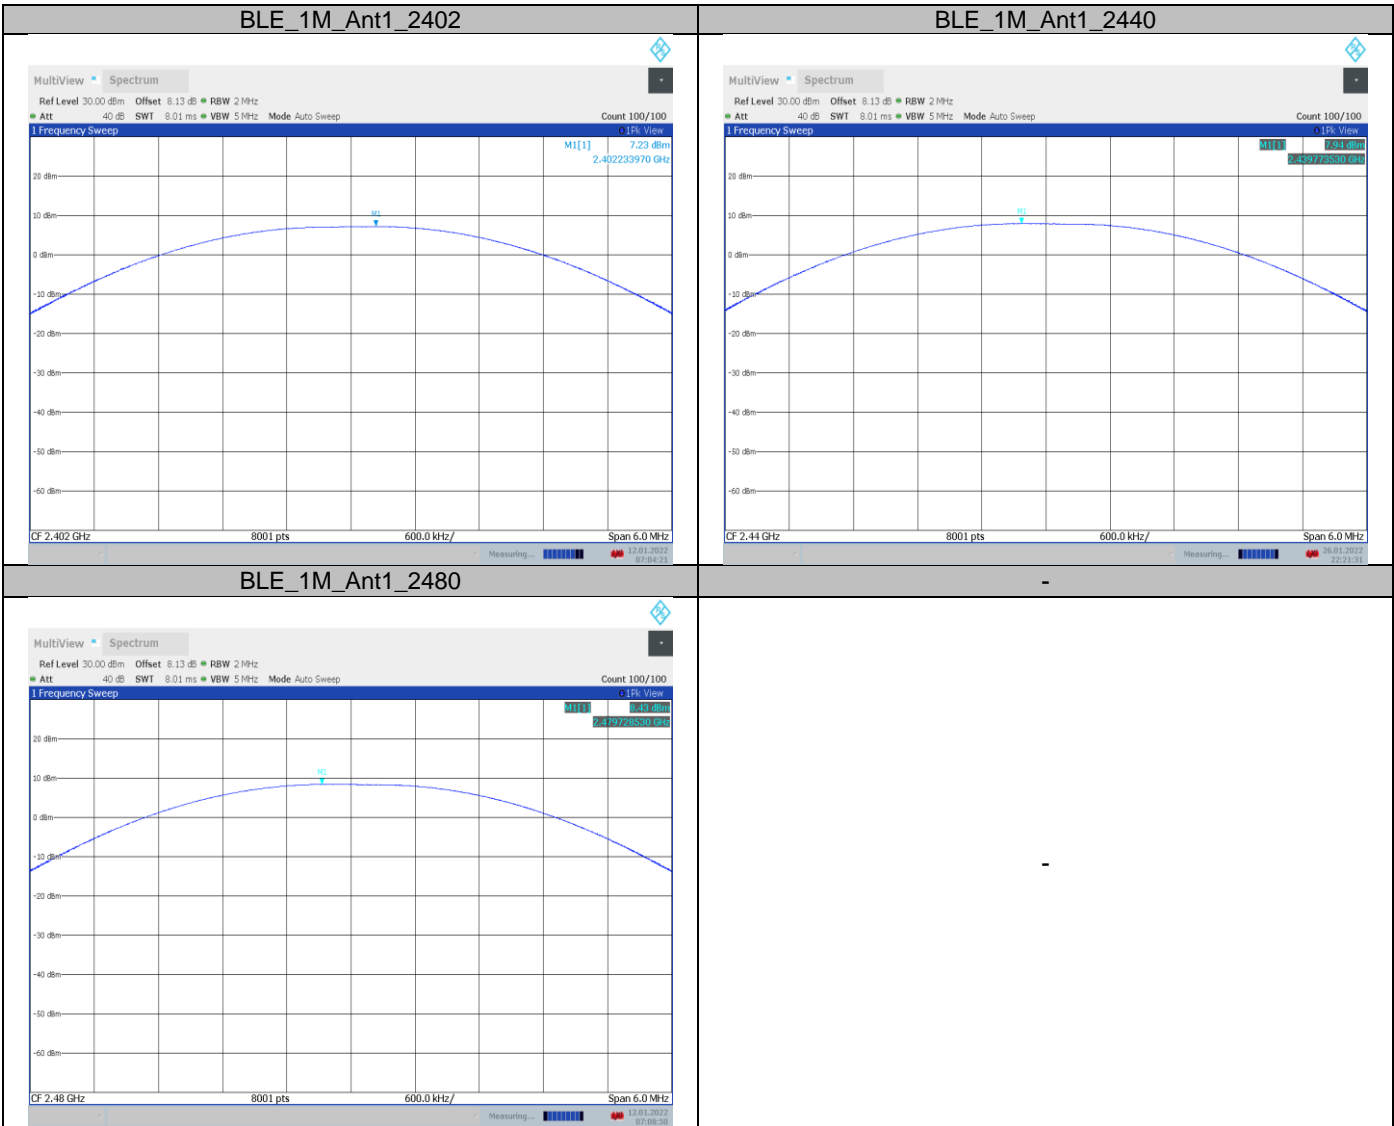 BLE_1M_Ant1_2402
MultiView Spectrum
Ref Level 30.00 dBm Offset 8.13 dB RBW 2 MHz
Att 40 dB SWT 8.01 ms VBW 5 MHz Mode Auto Sweep Count 100/100
1 Frequency Sweep 1Pk View
M1[1] 7.23 dBm
2.402233970 GHz
20 dBm
M1
10 dBm
0 dBm
-10 dBm
-20 dBm
-30 dBm
-40 dBm
-50 dBm
-60 dBm
CF 2.402 GHz 8001 pts 600.0 kHz/ Span 6.0 MHz
Measuring... 12.01.2022
07:04:21
BLE_1M_Ant1_2440
MultiView Spectrum
Ref Level 30.00 dBm Offset 8.13 dB RBW 2 MHz
Att 40 dB SWT 8.01 ms VBW 5 MHz Mode Auto Sweep Count 100/100
1 Frequency Sweep 1Pk View
M1[1] 7.94 dBm
2.439773530 GHz
20 dBm
M1
10 dBm
0 dBm
-10 dBm
-20 dBm
-30 dBm
-40 dBm
-50 dBm
-60 dBm
CF 2.44 GHz 8001 pts 600.0 kHz/ Span 6.0 MHz
Measuring... 26.01.2022
22:21:31
BLE_1M_Ant1_2480
MultiView Spectrum
Ref Level 30.00 dBm Offset 8.13 dB RBW 2 MHz
Att 40 dB SWT 8.01 ms VBW 5 MHz Mode Auto Sweep Count 100/100
1 Frequency Sweep 1Pk View
M1[1] 8.43 dBm
2.479728530 GHz
20 dBm
M1
10 dBm
0 dBm
-10 dBm
-20 dBm
-30 dBm
-40 dBm
-50 dBm
-60 dBm
CF 2.48 GHz 8001 pts 600.0 kHz/ Span 6.0 MHz
Measuring... 12.01.2022
07:08:50
-
-